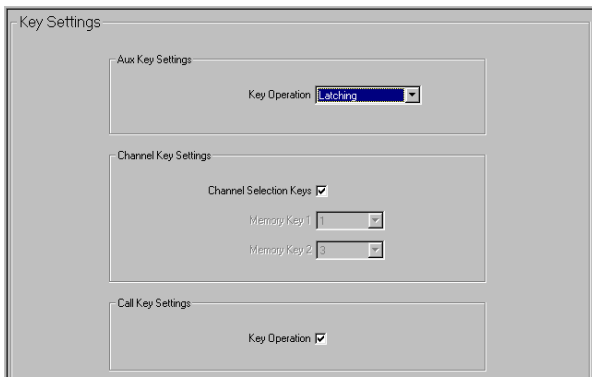 Key Settings
Aux Key Settings
Key Operation Latching
Channel Key Settings
Channel Selection Keys
Memory Key 1 1
Memory Key 2 3
Call Key Settings
Key Operation